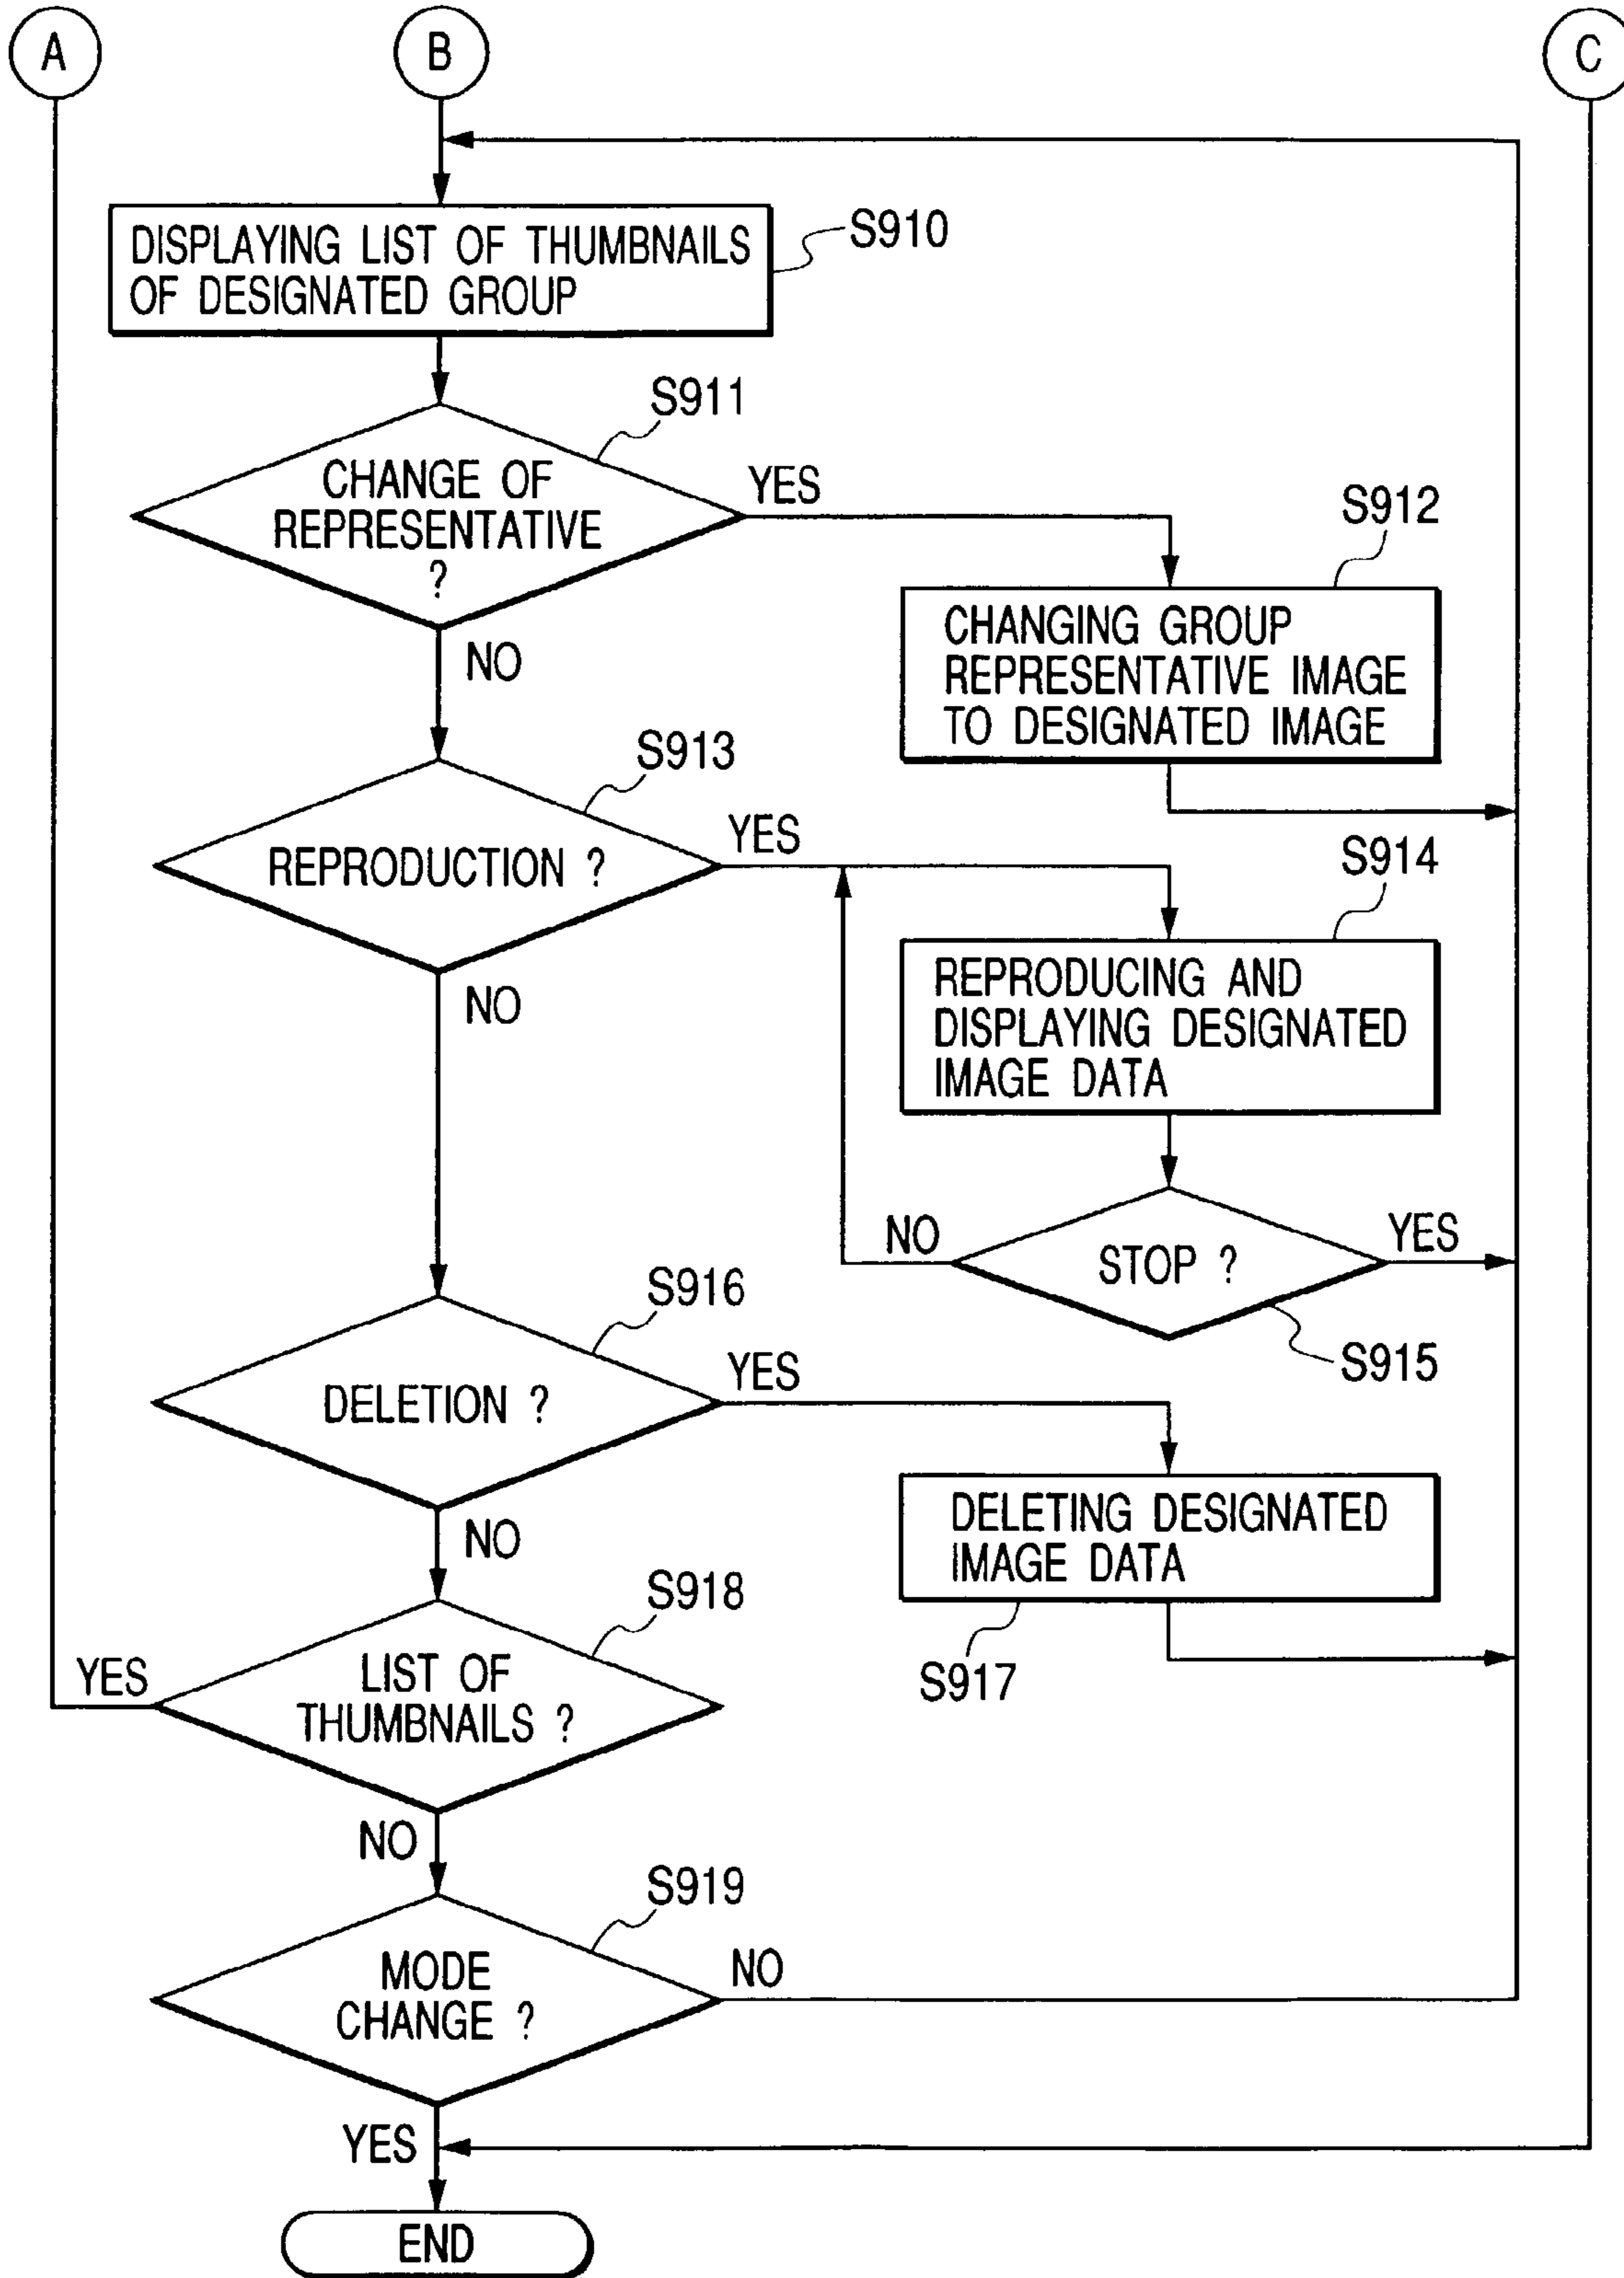 A
B
C
DISPLAYING LIST OF THUMBNAILS
OF DESIGNATED GROUP
S910
S911
CHANGE OF
REPRESENTATIVE
?
YES
NO
S912
CHANGING GROUP
REPRESENTATIVE IMAGE
TO DESIGNATED IMAGE
S913
REPRODUCTION ?
YES
NO
S914
REPRODUCING AND
DISPLAYING DESIGNATED
IMAGE DATA
NO
STOP ?
YES
S915
S916
DELETION ?
YES
NO
DELETING DESIGNATED
IMAGE DATA
S917
S918
YES
LIST OF
THUMBNAILS ?
NO
S919
MODE
CHANGE ?
NO
YES
END